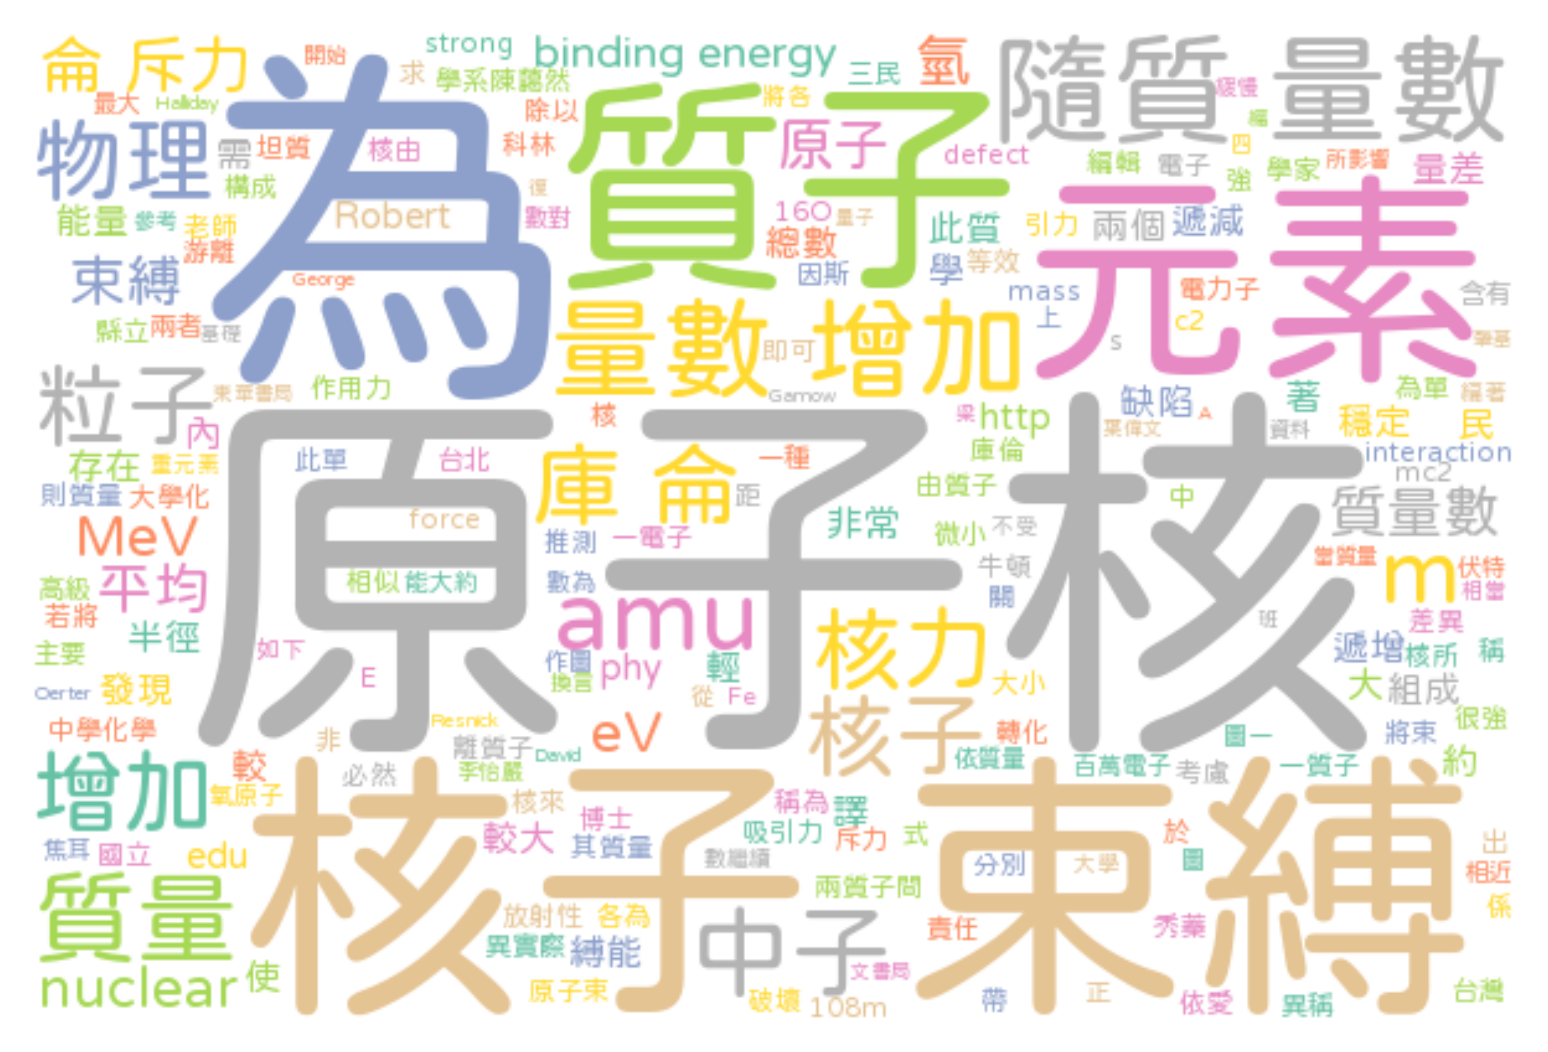 侖 斥力
開始
求
strong
binding energy
三民
氫
隨質 量數
緩慢
最大
Halliday
學系陳藹然
除以
將各
為
質子
物理
需
坦質
核由
科林
原子
defect
編輯
電子
四
強
學家
所影響
量差
構成
能量
參考
老師
Robert
復
數對
16O
量子
此質
引力
兩個
遞減
元素
游離
總數
束縛
George
因斯
學
等效
mass
電力子
含有
縣立
兩者
基礎
量數 增加
即可
上
s
c2
肇基
粒子
東華書局
作用力
Gamow
缺陷
著
為單
編著
內
核
梁
http
A
葉偉文
資料
穩定
民
存在
重元素
此單
台北
庫 侖
一種
庫倫
interaction
mc2
原子核
則質量
大學化
距
由質子
中
質量數
MeV
force
推測
一電子
非常
微小
不受
當質量
m
伏特
高級
平均
相似
能大約
數為
牛頓
相當
若將
amu
關
班
差異
半徑
核力
遞增
核所
稱
主要
如下
作圖
換言
phy
輕
大小
大
組成
Oerter
發現
E
從
Fe
中學化學
Resnick
eV
核子
轉化
將束
很強
非
離質子
David
依質量
圖一
增加
較
必然
李怡嚴
百萬電子
考慮
一質子
約
氧原子
核來
稱為
譯
焦耳
國立
edu
較大
博士
其質量
吸引力
斥力
式
於
出
數繼續
核子
束縛
分別
大學
圖
相近
質量
兩質子間
係
放射性
各為
中子
責任
秀藥
異實際
縛能
文書局
nuclear
使
原子束
破壞
108m
帶
正
依愛
異稱
台灣